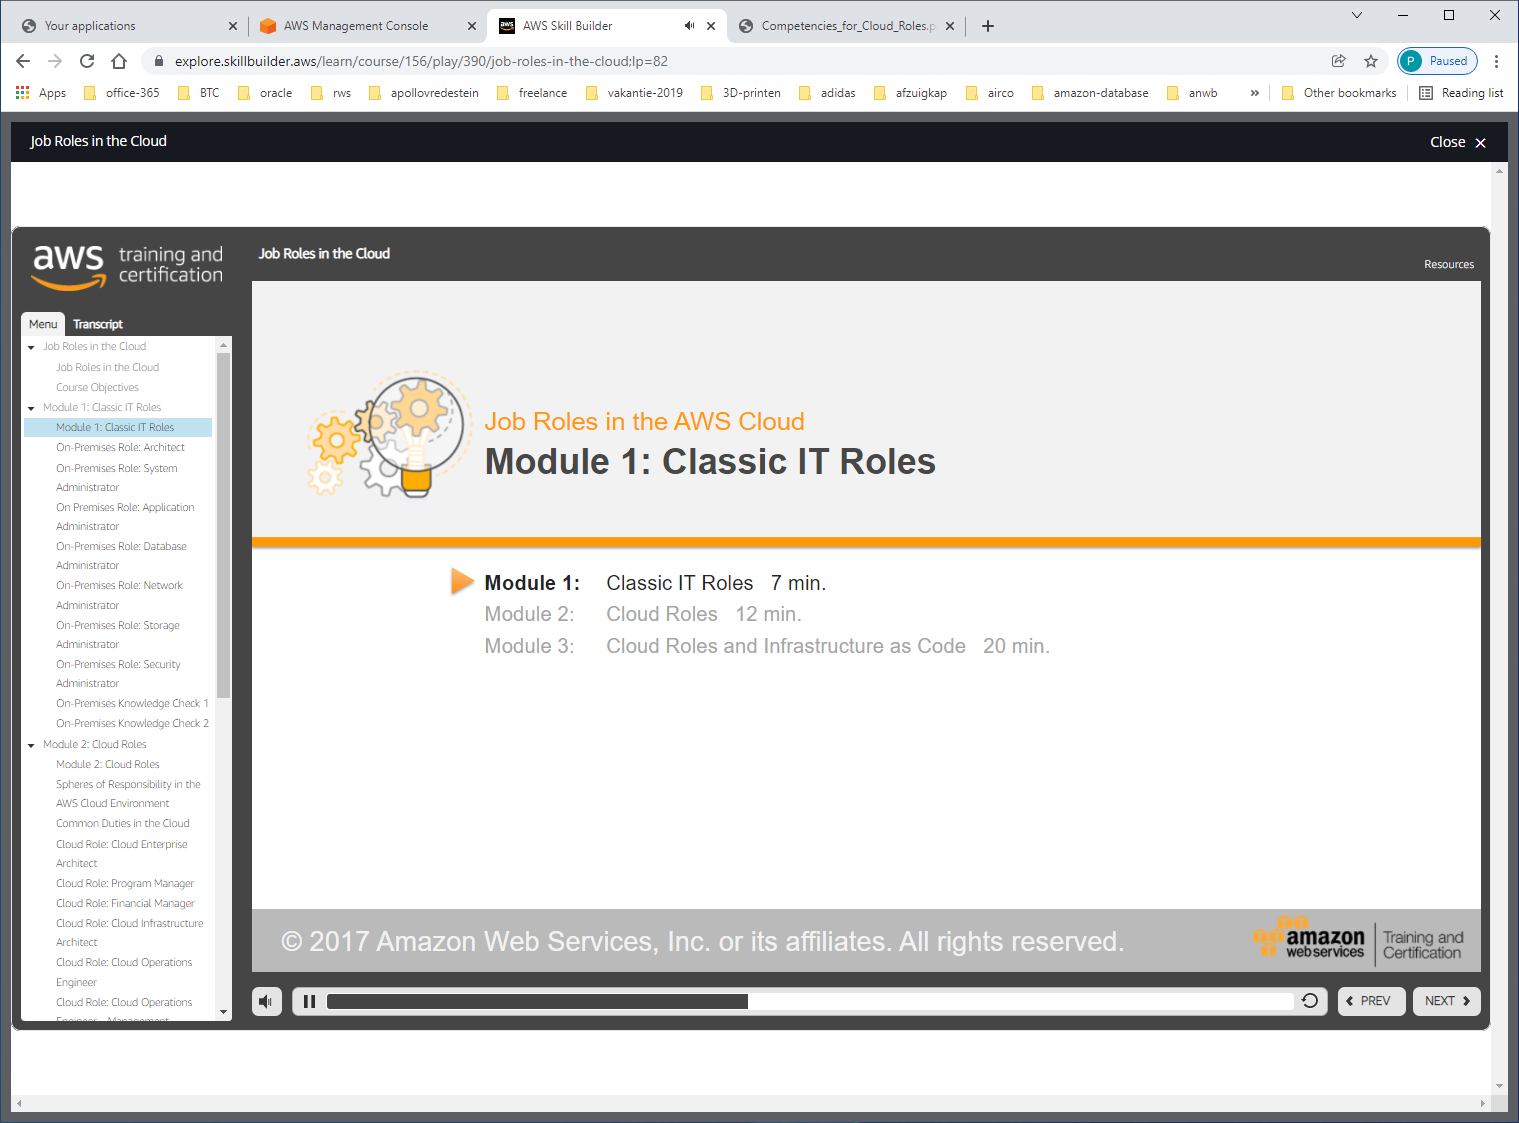 Your applications
AWS Management Console
AWS Skill Builder
Competencies_for_Cloud_Roles.p
explore.skillbuilder.aws/learn/course/156/play/390/job-roles-in-the-cloud;lp=82
P Paused
Apps office-365 BTC oracle rws apollovredestein freelance vakantie-2019 3D-printen adidas afzuigkap airco amazon-database anwb » Other bookmarks Reading list
Job Roles in the Cloud
Close
aws training and certification
Job Roles in the Cloud
Resources
Menu Transcript
Job Roles in the Cloud
Job Roles in the Cloud
Course Objectives
Module 1: Classic IT Roles
Module 1: Classic IT Roles
On-Premises Role: Architect
On-Premises Role: System
Administrator
On Premises Role: Application
Administrator
On-Premises Role: Database
Administrator
On-Premises Role: Network
Administrator
On-Premises Role: Storage
Administrator
On-Premises Role: Security
Administrator
On-Premises Knowledge Check 1
On-Premises Knowledge Check 2
Module 2: Cloud Roles
Module 2: Cloud Roles
Spheres of Responsibility in the
AWS Cloud Environment
Common Duties in the Cloud
Cloud Role: Cloud Enterprise
Architect
Cloud Role: Program Manager
Cloud Role: Financial Manager
Cloud Role: Cloud Infrastructure
Architect
Cloud Role: Cloud Operations
Engineer
Cloud Role: Cloud Operations
Engineer - Management
Job Roles in the AWS Cloud
Module 1: Classic IT Roles
Module 1: Classic IT Roles 7 min.
Module 2: Cloud Roles 12 min.
Module 3: Cloud Roles and Infrastructure as Code 20 min.
© 2017 Amazon Web Services, Inc. or its affiliates. All rights reserved.
amazon
webservices
Training and
Certification
PREV
NEXT